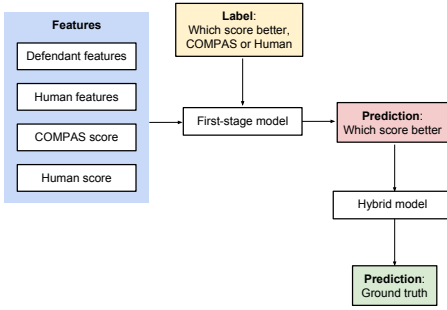 Features
Defendant features
Human features
COMPAS score
Human score
Label:
Which score better,
COMPAS or Human
First-stage model
Prediction:
Which score better
Hybrid model
Prediction:
Ground truth